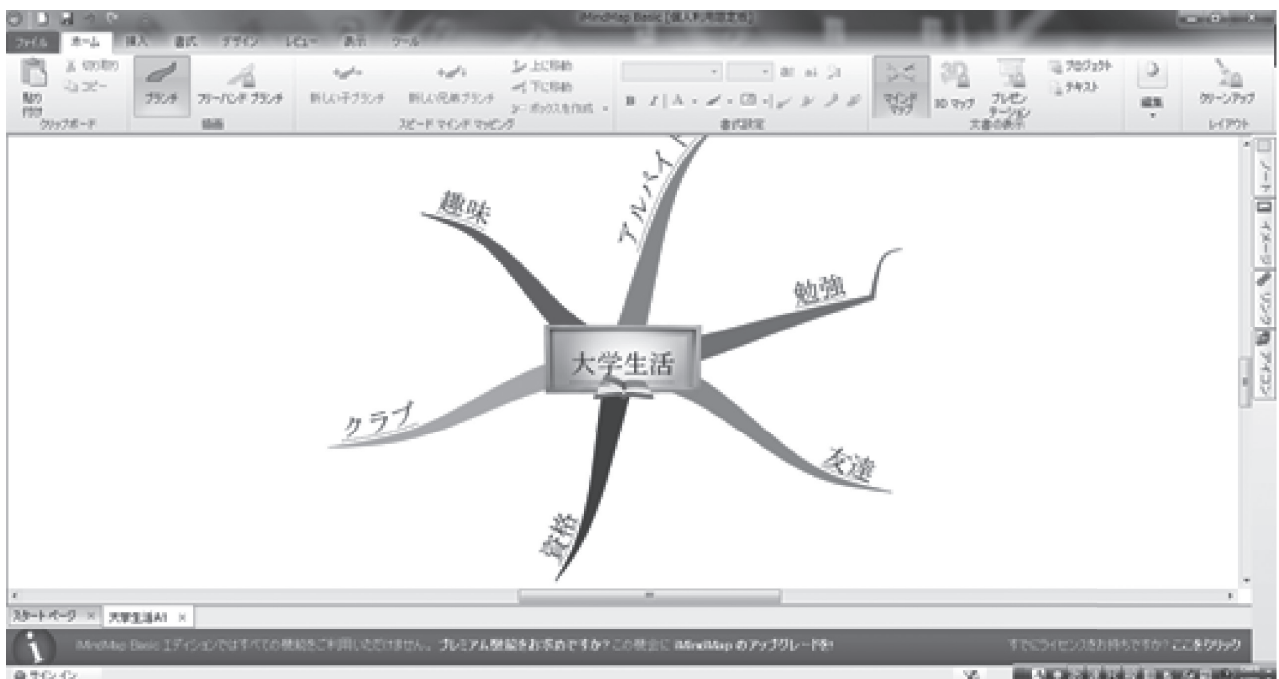 iMindMap Basic [個人利用限定版]
ファイル ホーム 挿入 書式 デザイン レビュー 表示 ツール
貼り付け
切り取り
コピー
クリップボード
ブランチ
フリーハンド ブランチ
描画
新しい子ブランチ
新しい兄弟ブランチ
上に移動
下に移動
ボックスを作成
スピード マインド マッピング
B I A
書式設定
マインド マップ
3D マップ
プレゼンテーション
プロジェクト
テキスト
文書の表示
編集
クリーンアップ
レイアウト
アルバイト
趣味
勉強
大学生活
クラブ
友達
資格
ノート
イメージ
リンク
アイコン
スタートページ × 大学生活A1 ×
iMindMap Basic エディションではすべての機能をご利用いただけません。プレミアム機能をお求めですか? この機会に iMindMap のアップグレードを!
すでにライセンスをお持ちですか? ここをクリック
サインイン